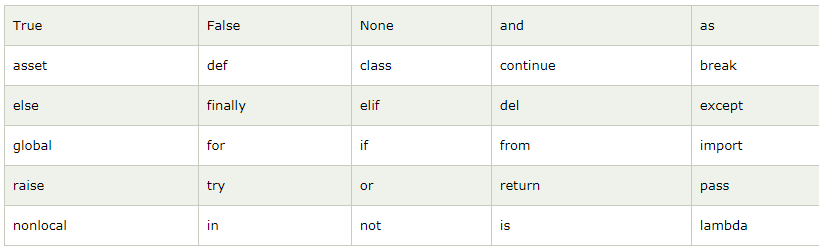 True False None and as
asset def class continue break
else finally elif del except
global for if from import
raise try or return pass
nonlocal in not is lambda